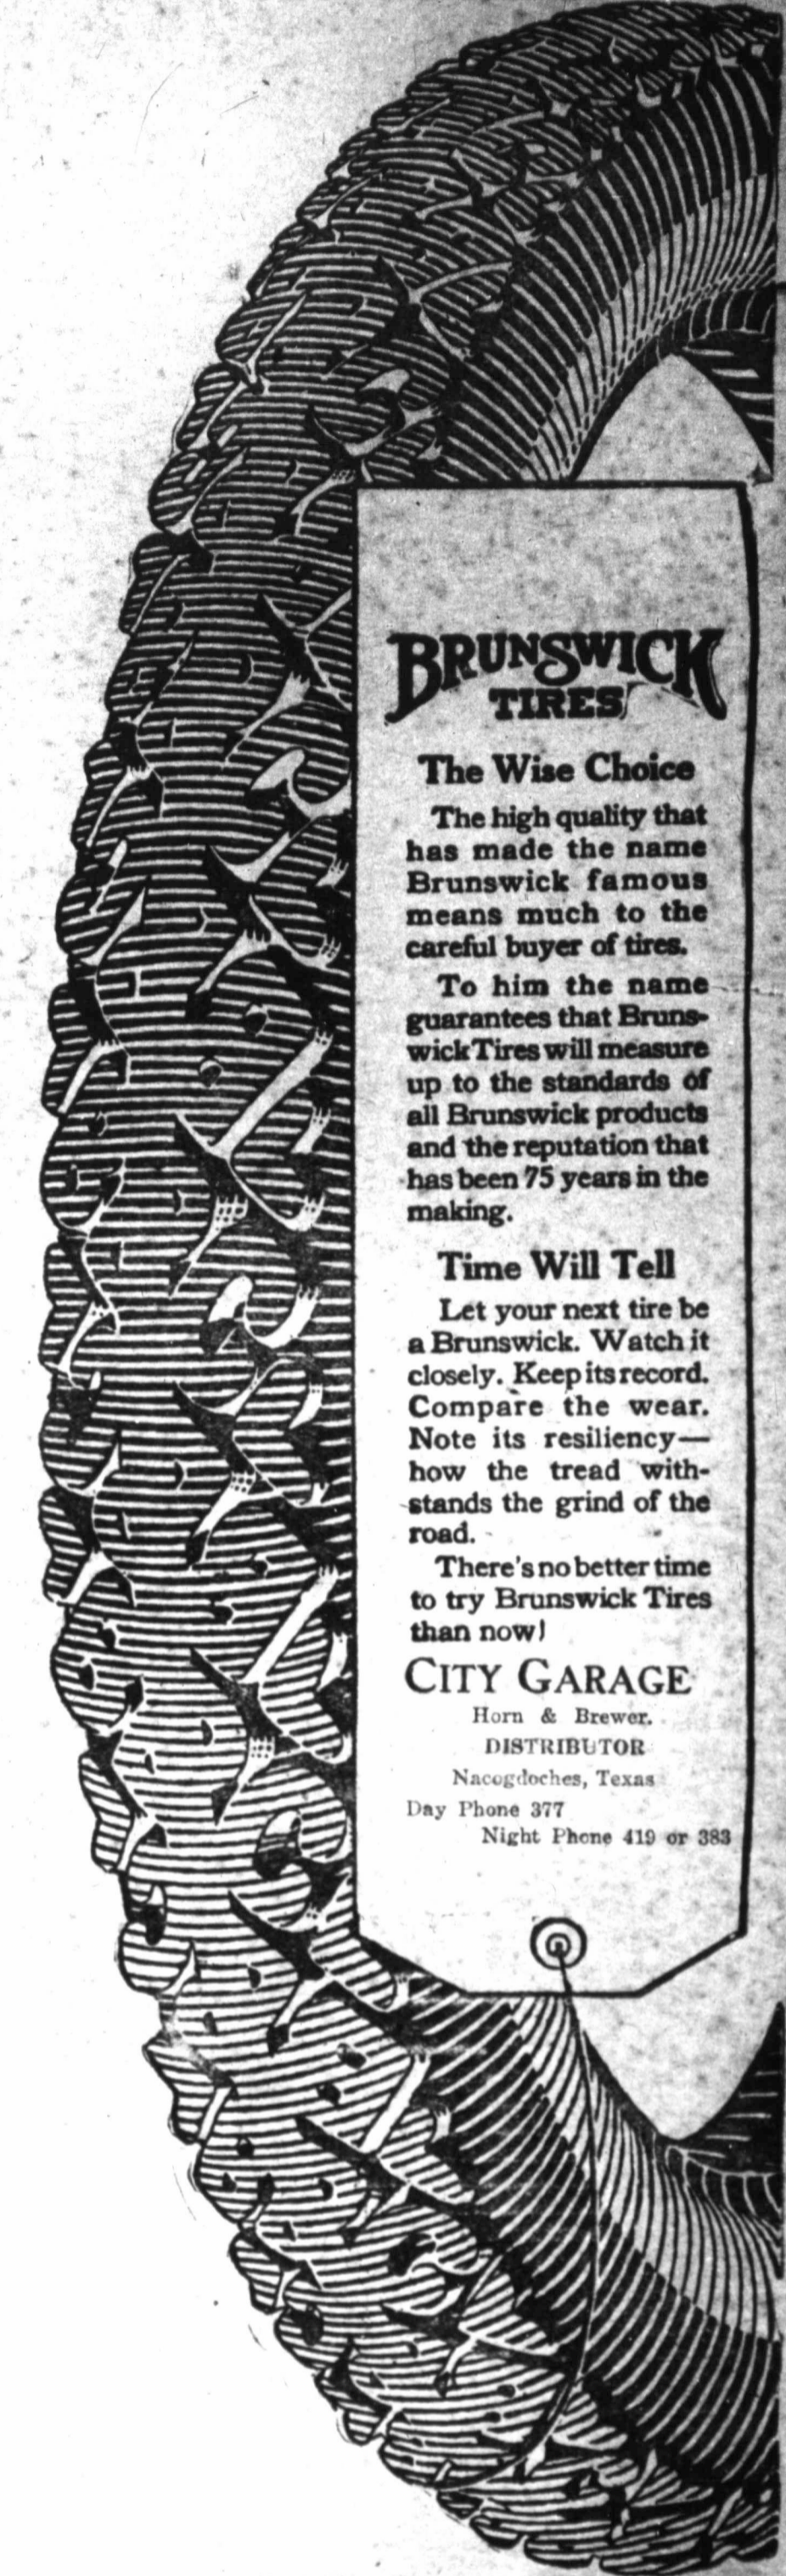 BRUNSWICK
TIRES
The Wise Choice
The high quality that
has made the name
Brunswick famous
means much to the
careful buyer of tires.
To him the name
guarantees that Bruns-
wick Tires will measure
up to the standards of
all Brunswick products
and the reputation that
has been 75 years in the
making.
Time Will Tell
Let your next tire be
a Brunswick. Watch it
closely. Keep its record.
Compare the wear.
Note its resiliency—
how the tread with-
stands the grind of the
road.
There's no better time
to try Brunswick Tires
than now!
CITY GARAGE
Horn & Brewer.
DISTRIBUTOR
Nacogdoches, Texas
Day Phone 377
Night Phone 419 or 383